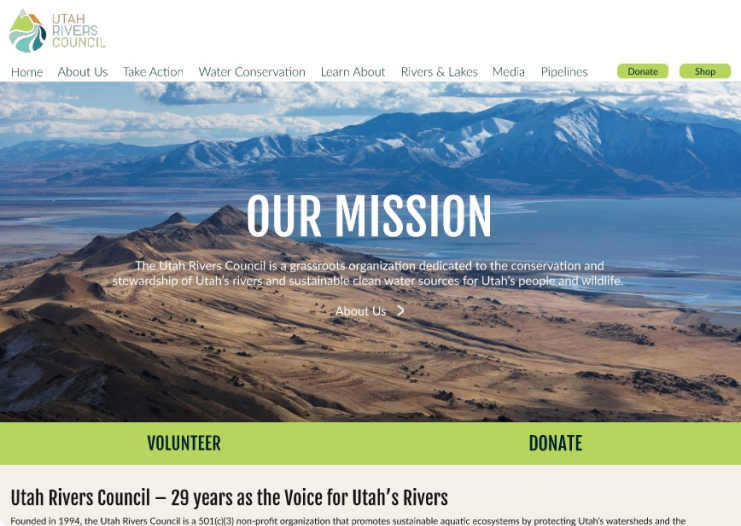 UTAH
RIVERS
COUNCIL
Home About Us Take Action Water Conservation Learn About Rivers & Lakes Media Pipelines Donate Shop
OUR MISSION
The Utah Rivers Council is a grassroots organization dedicated to the conservation and
stewardship of Utah's rivers and sustainable clean water sources for Utah's people and wildlife.
About Us >
VOLUNTEER DONATE
Utah Rivers Council – 29 years as the Voice for Utah's Rivers
Founded in 1994, the Utah Rivers Council is a 501(c)(3) non-profit organization that promotes sustainable aquatic ecosystems by protecting Utah's watersheds and the